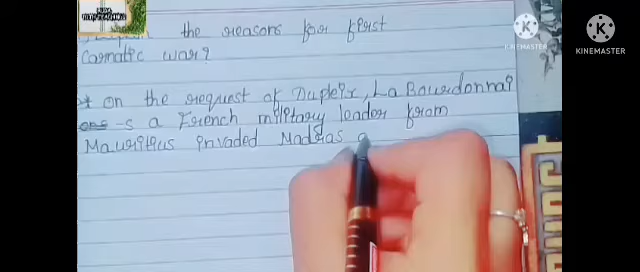 the reasons for first
Carnatic war?
* on the request of Dupleix, La Bourdonnai
-s a French military leader from
Mauritius invaded Madras
KINEMASTER
KINEMASTER